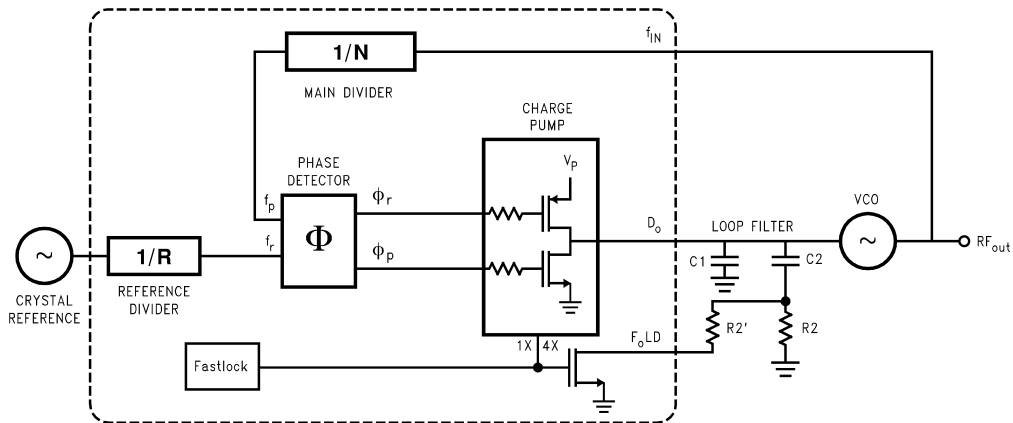 f_IN
1/N
MAIN DIVIDER
CHARGE
PUMP
V_P
PHASE
DETECTOR
f_p
f_r
Φ
ϕ_r
ϕ_p
D_o
LOOP FILTER
VCO
~
RF_out
C1
C2
~
1/R
CRYSTAL
REFERENCE
REFERENCE
DIVIDER
R2'
R2
1X 4X
F_oLD
Fastlock